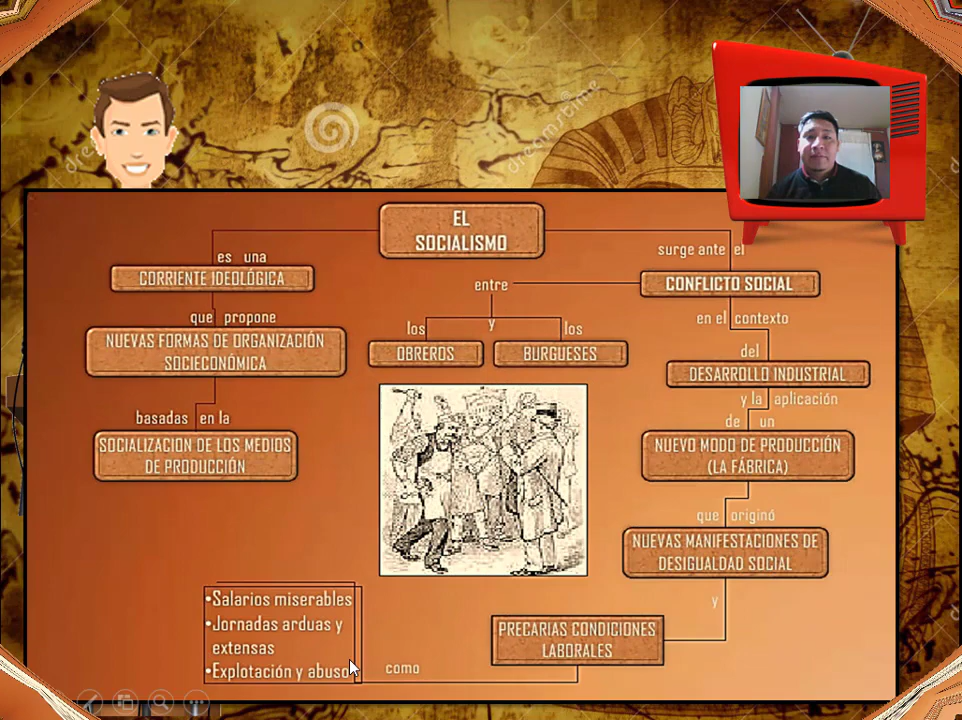 EL
SOCIALISMO
es una
CORRIENTE IDEOLÓGICA
que propone
NUEVAS FORMAS DE ORGANIZACIÓN
SOCIECONÓMICA
basadas en la
SOCIALIZACION DE LOS MEDIOS
DE PRODUCCIÓN
entre
los y los
OBREROS
BURGUESES
surge ante el
CONFLICTO SOCIAL
en el contexto
del
DESARROLLO INDUSTRIAL
y la aplicación
de un
NUEVO MODO DE PRODUCCIÓN
(LA FÁBRICA)
que originó
NUEVAS MANIFESTACIONES DE
DESIGUALDAD SOCIAL
y
PRECARIAS CONDICIONES
LABORALES
como
•Salarios miserables
•Jornadas arduas y
extensas
•Explotación y abuso
dreamstime